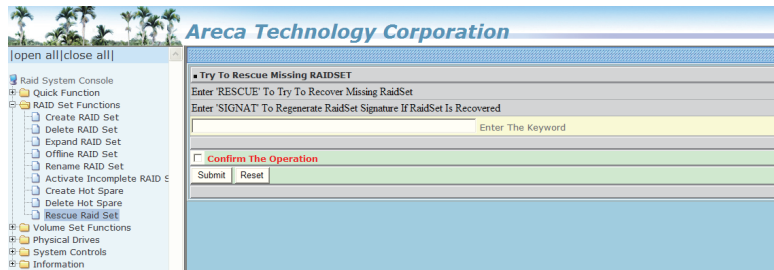 Areca Technology Corporation
|open all|close all|
Raid System Console
Quick Function
RAID Set Functions
Create RAID Set
Delete RAID Set
Expand RAID Set
Offline RAID Set
Rename RAID Set
Activate Incomplete RAID S
Create Hot Spare
Delete Hot Spare
Rescue Raid Set
Volume Set Functions
Physical Drives
System Controls
Information
Try To Rescue Missing RAIDSET
Enter 'RESCUE' To Try To Recover Missing RaidSet
Enter 'SIGNAT' To Regenerate RaidSet Signature If RaidSet Is Recovered
Enter The Keyword
Confirm The Operation
Submit Reset